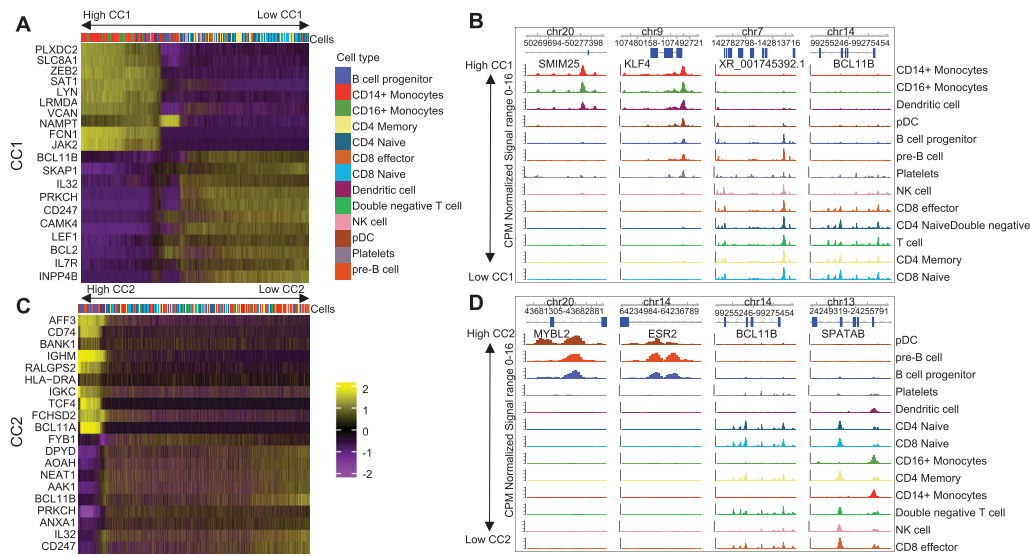 A
High CC1
Low CC1
Cells
PLXDC2
SLC8A1
ZEB2
SAT1
LYN
LRMDA
VCAN
NAMPT
FCN1
JAK2
BCL11B
SKAP1
IL32
PRKCH
CD247
CAMK4
LEF1
BCL2
IL7R
INPP4B
CC1
Cell type
B cell progenitor
CD14+ Monocytes
CD16+ Monocytes
CD4 Memory
CD4 Naive
CD8 effector
CD8 Naive
Dendritic cell
Double negative T cell
NK cell
pDC
Platelets
pre-B cell
B
chr20
chr9
chr7
chr14
50269694-50277398
107480158-107492721
142782798-142813716
99255246-99275454
High CC1
SMIM25
KLF4
XR_001745392.1
BCL11B
CPM Normalized Signal range 0-16
CD14+ Monocytes
CD16+ Monocytes
Dendritic cell
pDC
B cell progenitor
pre-B cell
Platelets
NK cell
CD8 effector
CD4 NaiveDouble negative
T cell
CD4 Memory
CD8 Naive
Low CC1
C
High CC2
Low CC2
Cells
AFF3
CD74
BANK1
IGHM
RALGPS2
HLA-DRA
IGKC
TCF4
FCHSD2
BCL11A
FYB1
DPYD
AOAH
NEAT1
AAK1
BCL11B
PRKCH
ANXA1
IL32
CD247
CC2
2
1
0
-1
-2
D
chr20
chr14
chr14
chr13
43681305-43682881
64234984-64236789
99255246-99275454
24249319-24255791
High CC2
MYBL2
ESR2
BCL11B
SPATAB
CPM Normalized Signal range 0-16
pDC
pre-B cell
B cell progenitor
Platelets
Dendritic cell
CD4 Naive
CD8 Naive
CD16+ Monocytes
CD4 Memory
CD14+ Monocytes
Double negative T cell
NK cell
CD8 effector
Low CC2